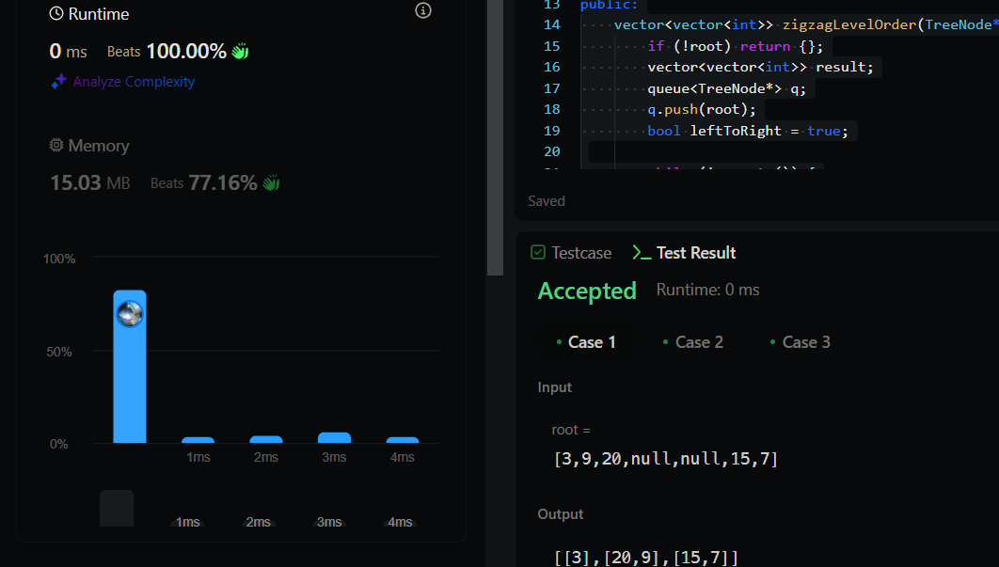 Runtime
0 ms Beats 100.00%
Analyze Complexity
Memory
15.03 MB Beats 77.16%
100%
50%
0%
1ms 2ms 3ms 4ms
1ms 2ms 3ms 4ms
13 public:
14 vector<vector<int>> zigzagLevelOrder(TreeNode*
15 if (!root) return {};
16 vector<vector<int>> result;
17 queue<TreeNode*> q;
18 q.push(root);
19 bool leftToRight = true;
20
Saved
Testcase
Test Result
Accepted Runtime: 0 ms
Case 1 Case 2 Case 3
Input
root =
[3,9,20,null,null,15,7]
Output
[[3],[20,9],[15,7]]